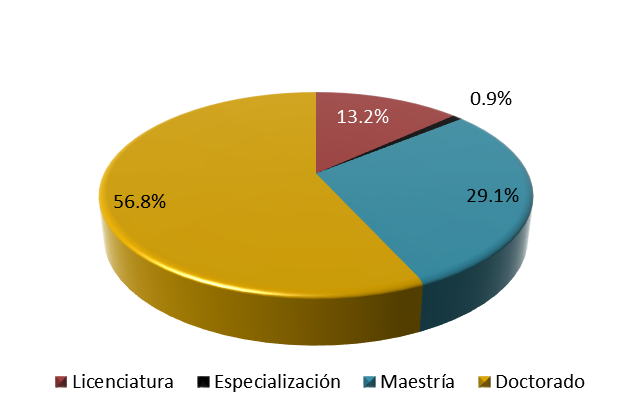 0.9%
13.2%
29.1%
56.8%
Licenciatura Especialización Maestría Doctorado